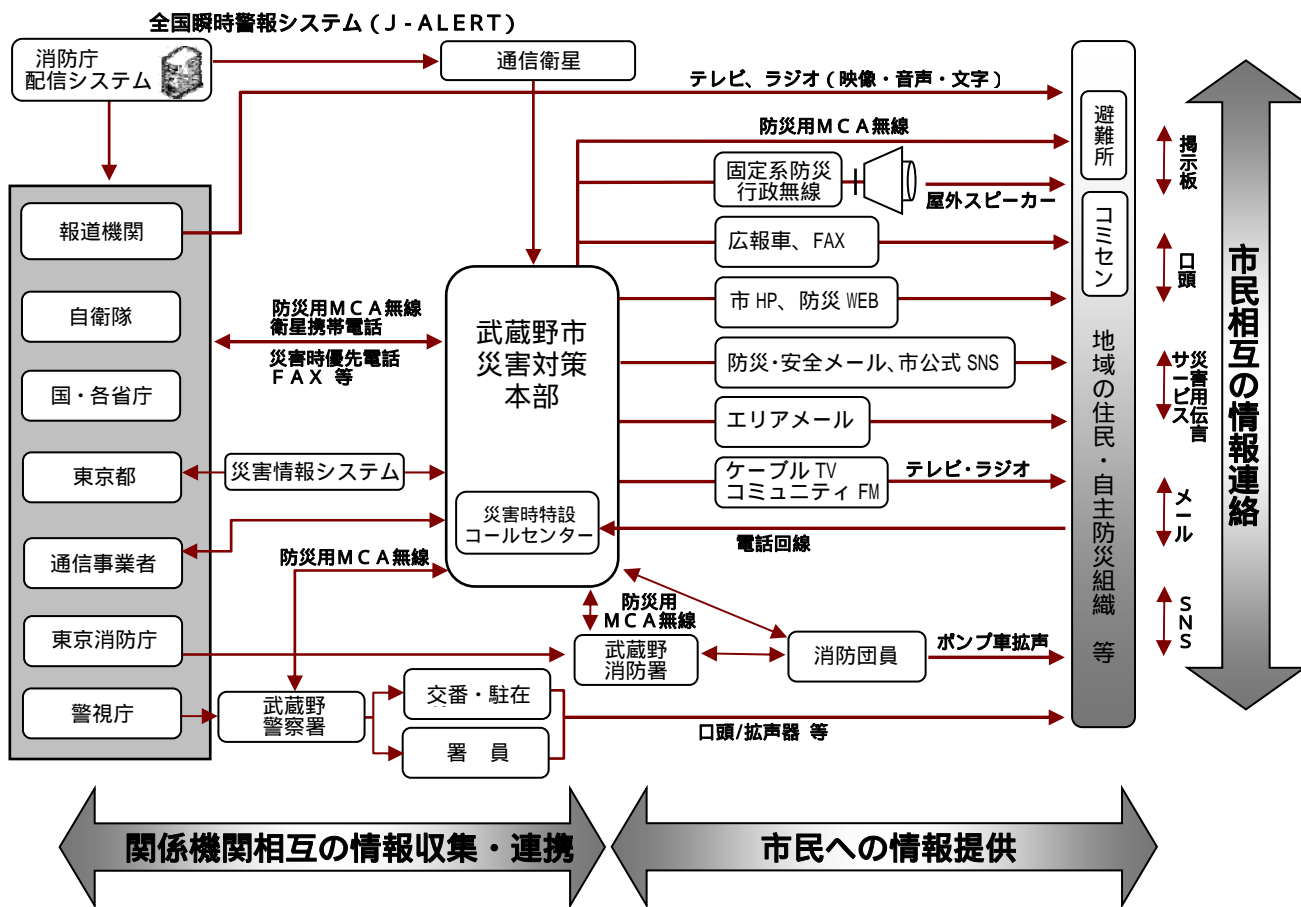 全国瞬時警報システム(J-ALERT)
消防庁
配信システム
通信衛星
テレビ、ラジオ(映像・音声・文字)
防災用MCA無線
固定系防災
行政無線
屋外スピーカー
広報車、FAX
市HP、防災WEB
防災・安全メール、市公式SNS
エリアメール
ケーブルTV
コミュニティFM
テレビ・ラジオ
電話回線
報道機関
自衛隊
国・各省庁
東京都
通信事業者
東京消防庁
警視庁
防災用MCA無線
衛星携帯電話
災害時優先電話
FAX 等
災害情報システム
防災用MCA無線
武蔵野市
災害対策
本部
災害時特設
コールセンター
防災用
MCA無線
武蔵野
消防署
消防団員
ポンプ車拡声
武蔵野
警察署
交番・駐在
署 員
口頭/拡声器 等
避難所
コミセン
地域の住民・自主防災組織 等
掲示板
口頭
災害用伝言
サービス
メール
SNS
市民相互の情報連絡
関係機関相互の情報収集・連携
市民への情報提供